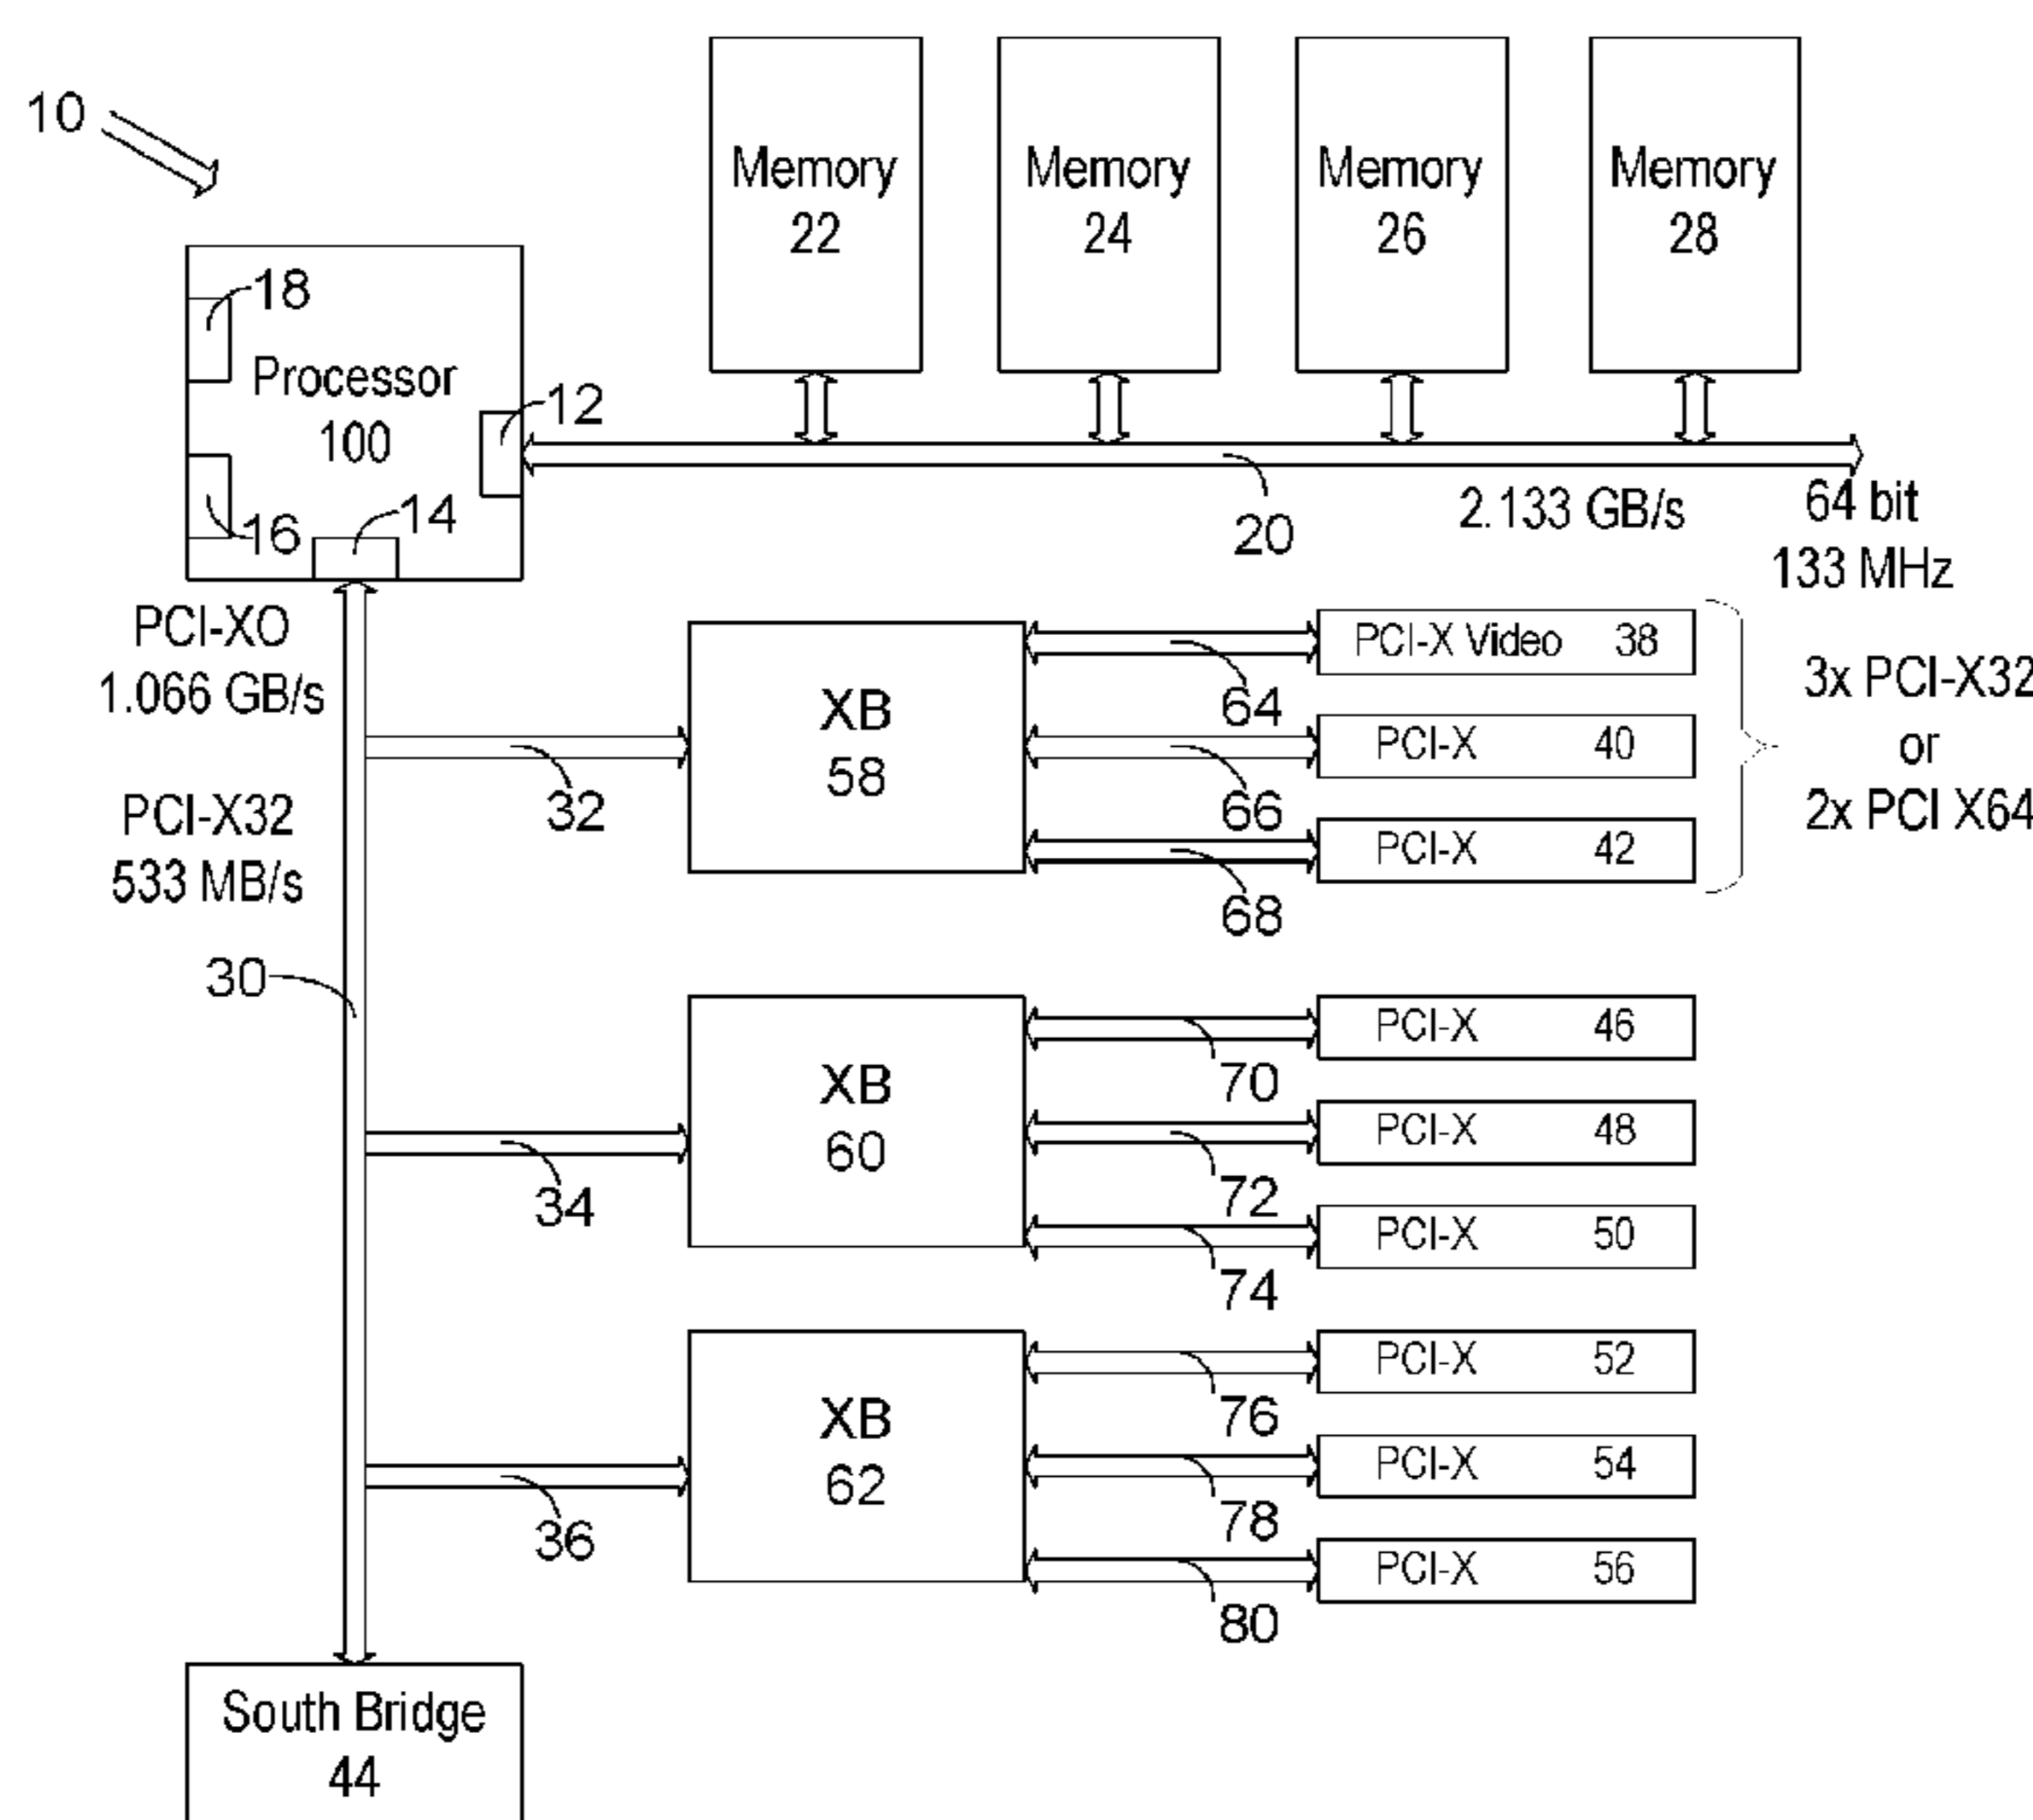 10
Memory
22
Memory
24
Memory
26
Memory
28
18
Processor
100
12
16
14
20
2.133 GB/s
64 bit
133 MHz
PCI-XO
1.066 GB/s
PCI-X32
533 MB/s
30
32
XB
58
64
66
68
PCI-X Video 38
PCI-X 40
PCI-X 42
3x PCI-X32
or
2x PCI X64
34
XB
60
70
72
74
PCI-X 46
PCI-X 48
PCI-X 50
36
XB
62
76
78
80
PCI-X 52
PCI-X 54
PCI-X 56
South Bridge
44